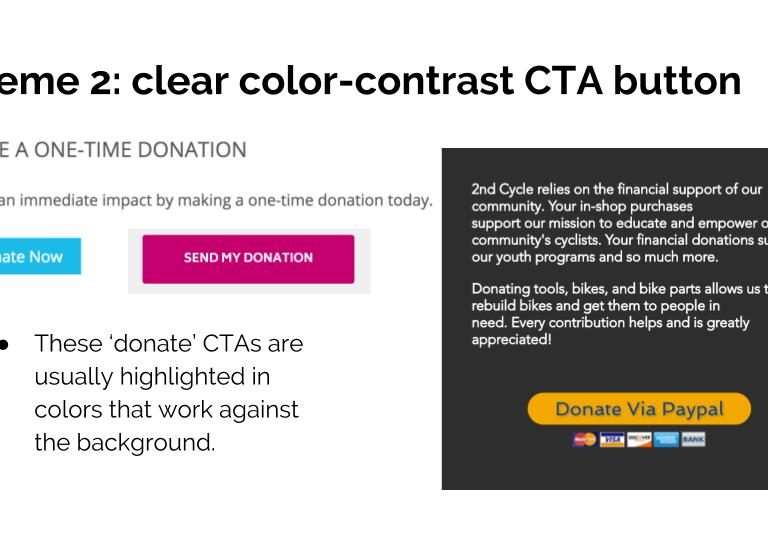 eme 2: clear color-contrast CTA button
E A ONE-TIME DONATION
an immediate impact by making a one-time donation today.
nate Now
SEND MY DONATION
• These ‘donate’ CTAs are
usually highlighted in
colors that work against
the background.
2nd Cycle relies on the financial support of our
community. Your in-shop purchases
support our mission to educate and empower o
community's cyclists. Your financial donations su
our youth programs and so much more.
Donating tools, bikes, and bike parts allows us t
rebuild bikes and get them to people in
need. Every contribution helps and is greatly
appreciated!
Donate Via Paypal
MasterCard VISA DISCOVER BANK